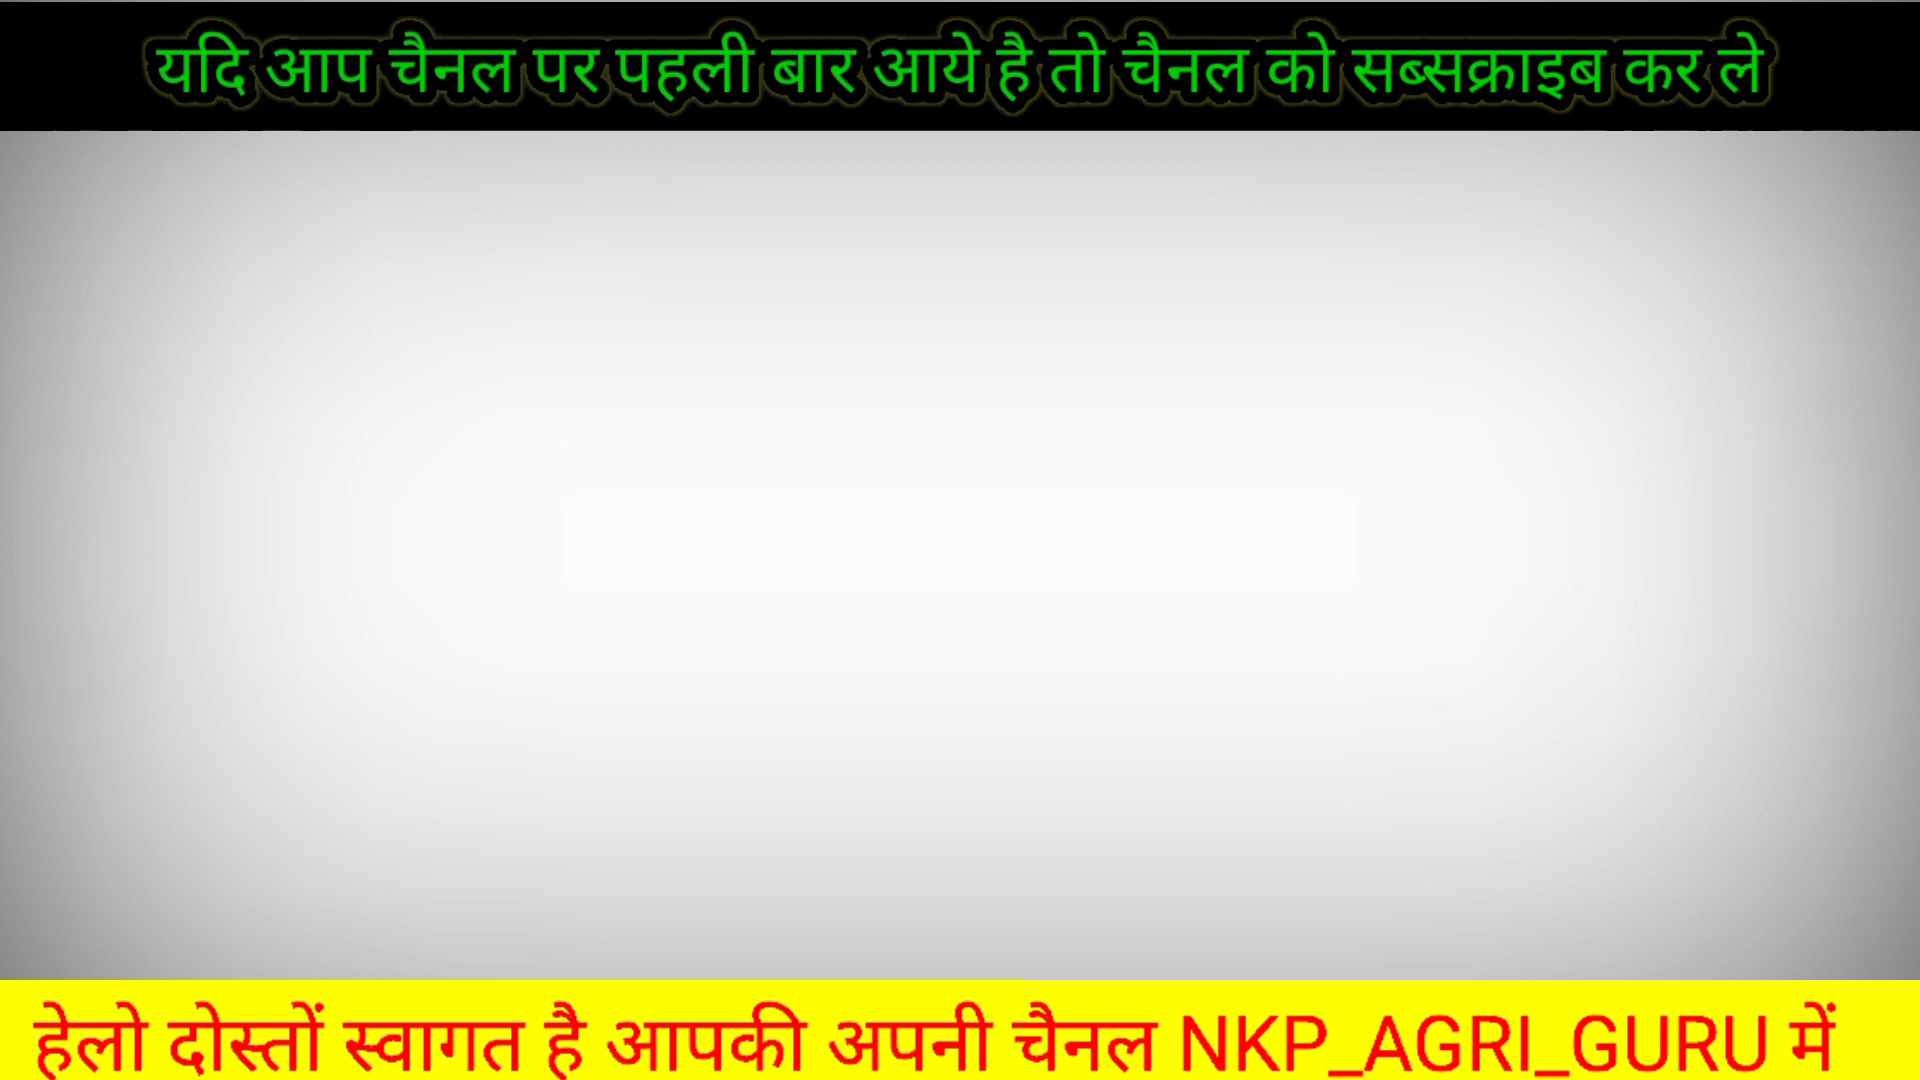 यदि आप चैनल पर पहली बार आये है तो चैनल को सब्सक्राइब कर ले
हेलो दोस्तों स्वागत है आपकी अपनी चैनल NKP_AGRI_GURU में